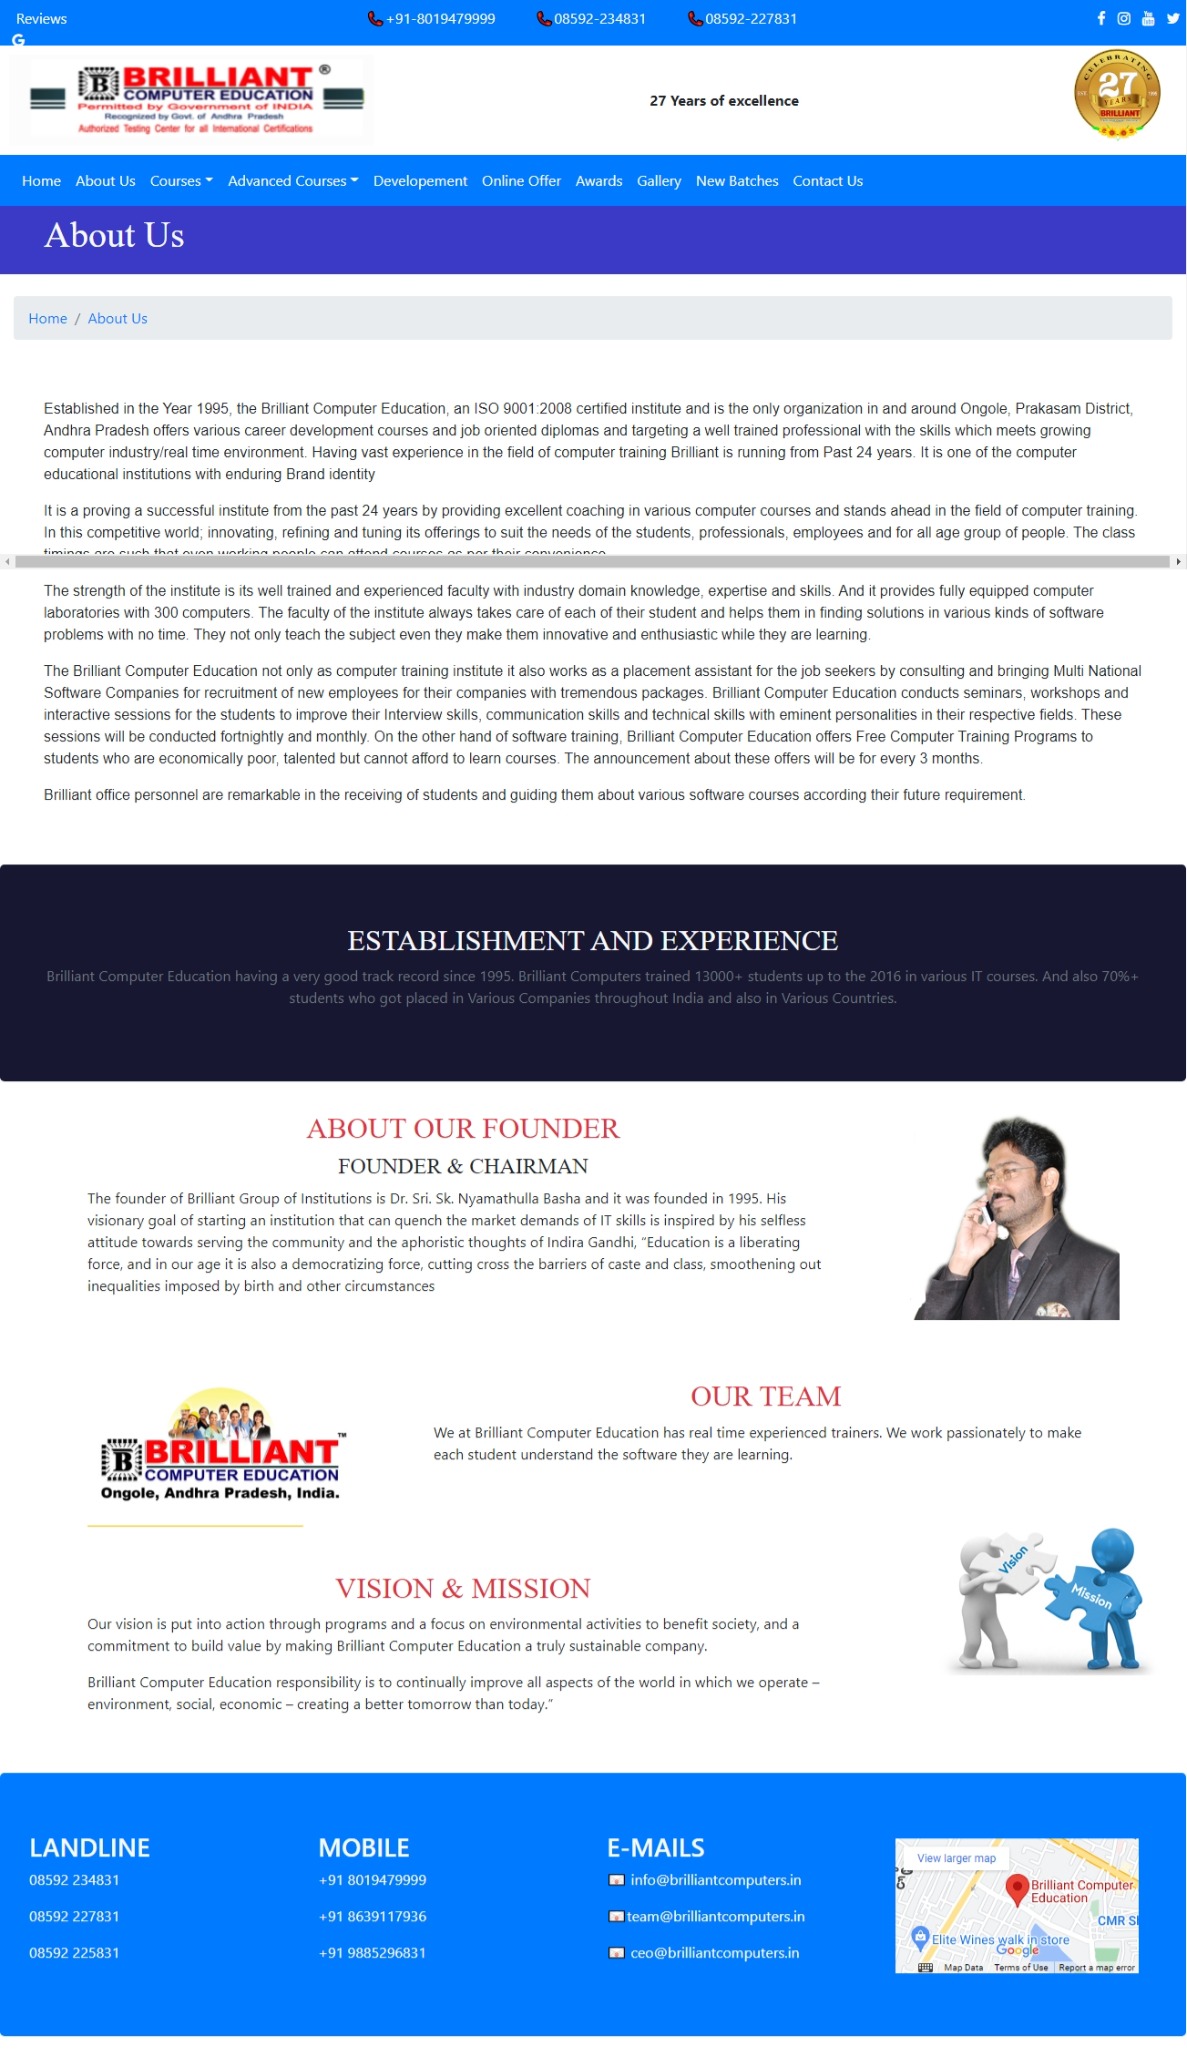 Reviews
+91-8019479999
08592-234831
08592-227831
BRILLIANT ®
COMPUTER EDUCATION
Permitted by Government of INDIA
Recognized by Govt. of Andhra Pradesh
Authorized Testing Center for all International Certifications
27 Years of excellence
CELEBRATING
27
YEARS
BRILLIANT
Home About Us Courses Advanced Courses Developement Online Offer Awards Gallery New Batches Contact Us
About Us
Home / About Us
Established in the Year 1995, the Brilliant Computer Education, an ISO 9001:2008 certified institute and is the only organization in and around Ongole, Prakasam District,
Andhra Pradesh offers various career development courses and job oriented diplomas and targeting a well trained professional with the skills which meets growing
computer industry/real time environment. Having vast experience in the field of computer training Brilliant is running from Past 24 years. It is one of the computer
educational institutions with enduring Brand identity
It is a proving a successful institute from the past 24 years by providing excellent coaching in various computer courses and stands ahead in the field of computer training.
In this competitive world; innovating, refining and tuning its offerings to suit the needs of the students, professionals, employees and for all age group of people. The class
timings are such that even working people can attend courses as per their convenience
The strength of the institute is its well trained and experienced faculty with industry domain knowledge, expertise and skills. And it provides fully equipped computer
laboratories with 300 computers. The faculty of the institute always takes care of each of their student and helps them in finding solutions in various kinds of software
problems with no time. They not only teach the subject even they make them innovative and enthusiastic while they are learning.
The Brilliant Computer Education not only as computer training institute it also works as a placement assistant for the job seekers by consulting and bringing Multi National
Software Companies for recruitment of new employees for their companies with tremendous packages. Brilliant Computer Education conducts seminars, workshops and
interactive sessions for the students to improve their Interview skills, communication skills and technical skills with eminent personalities in their respective fields. These
sessions will be conducted fortnightly and monthly. On the other hand of software training, Brilliant Computer Education offers Free Computer Training Programs to
students who are economically poor, talented but cannot afford to learn courses. The announcement about these offers will be for every 3 months.
Brilliant office personnel are remarkable in the receiving of students and guiding them about various software courses according their future requirement.
ESTABLISHMENT AND EXPERIENCE
Brilliant Computer Education having a very good track record since 1995. Brilliant Computers trained 13000+ students up to the 2016 in various IT courses. And also 70%+
students who got placed in Various Companies throughout India and also in Various Countries.
ABOUT OUR FOUNDER
FOUNDER & CHAIRMAN
The founder of Brilliant Group of Institutions is Dr. Sri. Sk. Nyamathulla Basha and it was founded in 1995. His
visionary goal of starting an institution that can quench the market demands of IT skills is inspired by his selfless
attitude towards serving the community and the aphoristic thoughts of Indira Gandhi, “Education is a liberating
force, and in our age it is also a democratizing force, cutting cross the barriers of caste and class, smoothening out
inequalities imposed by birth and other circumstances
B BRILLIANT ™
COMPUTER EDUCATION
Ongole, Andhra Pradesh, India.
OUR TEAM
We at Brilliant Computer Education has real time experienced trainers. We work passionately to make
each student understand the software they are learning.
Vision
Mission
VISION & MISSION
Our vision is put into action through programs and a focus on environmental activities to benefit society, and a
commitment to build value by making Brilliant Computer Education a truly sustainable company.
Brilliant Computer Education responsibility is to continually improve all aspects of the world in which we operate –
environment, social, economic – creating a better tomorrow than today.”
LANDLINE
08592 234831
08592 227831
08592 225831
MOBILE
+91 8019479999
+91 8639117936
+91 9885296831
E-MAILS
info@brilliantcomputers.in
team@brilliantcomputers.in
ceo@brilliantcomputers.in
View larger map
Brilliant Computer
Education
CMR
Elite Wines walk in store
Google
Map Data Terms of Use Report a map error